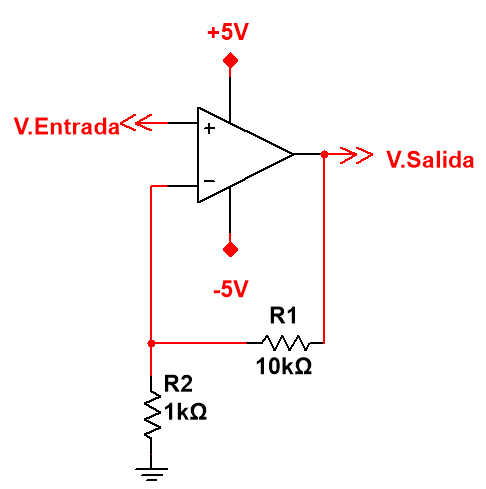 +5V
V.Entrada
+
V.Salida
−
-5V
R1
10kΩ
R2
1kΩ